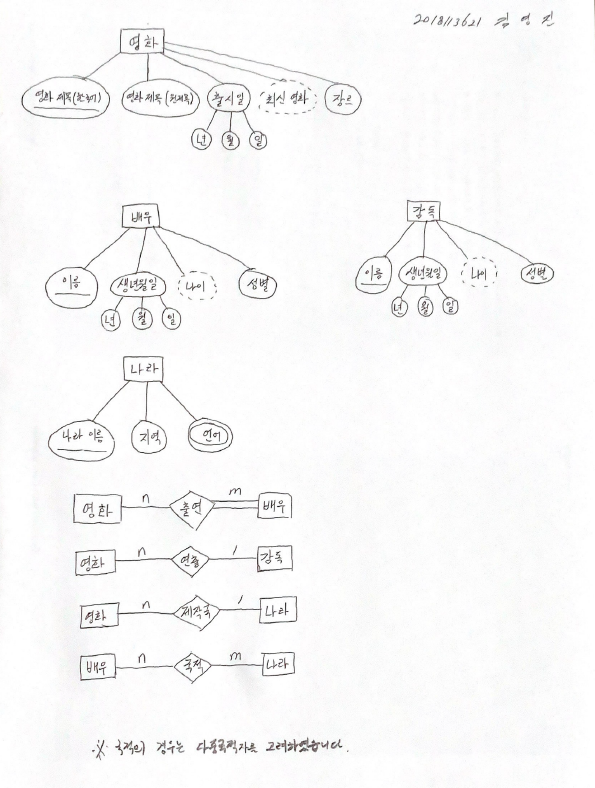 김영진
영화
영화 제목(한국어) 영화 제목(원제목) 출시일 최신 영화 장르
년 월 일
배우 감독
이름 생년월일 나이 성별 이름 생년월일 나이 성별
년 월 일 년 월 일
나라
나라 이름 지역 언어
영화 n 출연 m 배우
영화 n 연출 1 감독
영화 n 제작국 1 나라
배우 n 국적 m 나라
※ 국적의 경우는 다중국적자를 고려하였습니다.